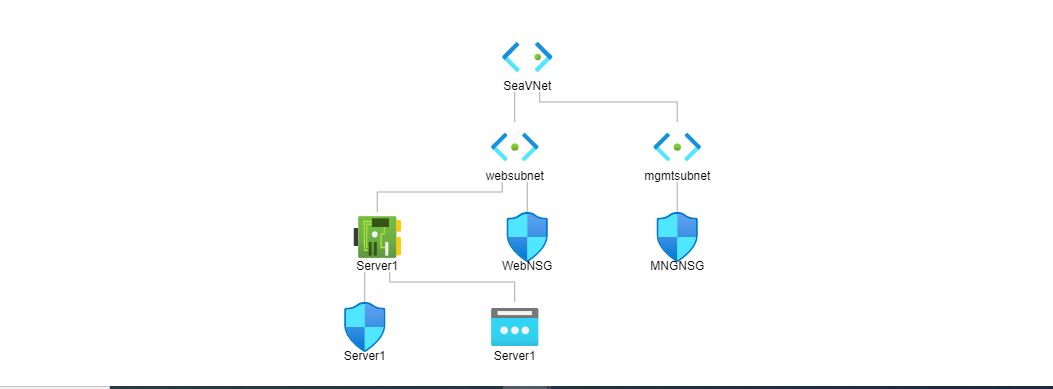 SeaVNet
websubnet
mgmtsubnet
Server1
WebNSG
MNGNSG
Server1
Server1